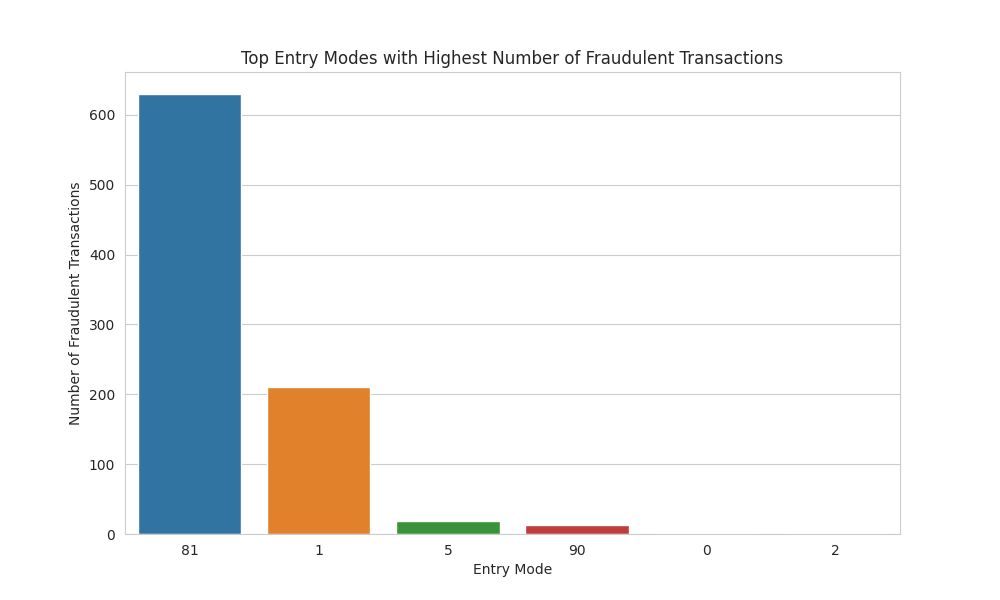 Top Entry Modes with Highest Number of Fraudulent Transactions
Number of Fraudulent Transactions
600
500
400
300
200
100
0
81 1 5 90 0 2
Entry Mode